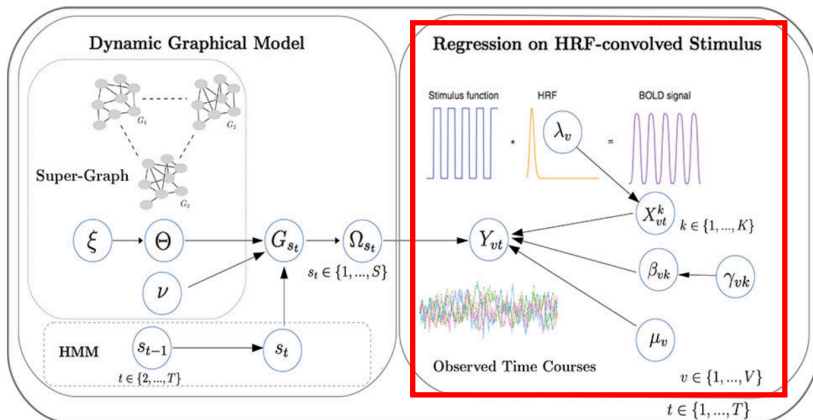 Dynamic Graphical Model
Super-Graph
G₁
G₂
G₃
ξ
Θ
ν
G_{s_t}
Ω_{s_t}
s_t ∈ {1, ..., S}
HMM
s_{t−1}
s_t
t ∈ {2, ..., T}
Regression on HRF-convolved Stimulus
Stimulus function
HRF
BOLD signal
*
λ_v
=
X_{vt}^k
k ∈ {1, ..., K}
Y_{vt}
β_{vk}
γ_{vk}
μ_v
Observed Time Courses
v ∈ {1, ..., V}
t ∈ {1, ..., T}